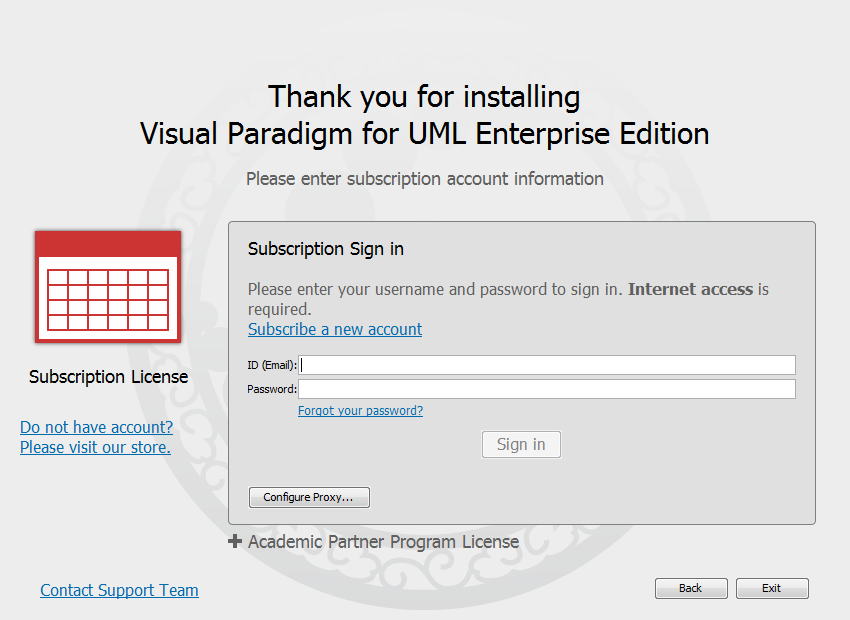 Thank you for installing
Visual Paradigm for UML Enterprise Edition
Please enter subscription account information
Subscription License
Do not have account?
Please visit our store.
Subscription Sign in
Please enter your username and password to sign in. Internet access is
required.
Subscribe a new account
ID (Email):
Password:
Forgot your password?
Sign in
Configure Proxy...
Academic Partner Program License
Contact Support Team
Back
Exit